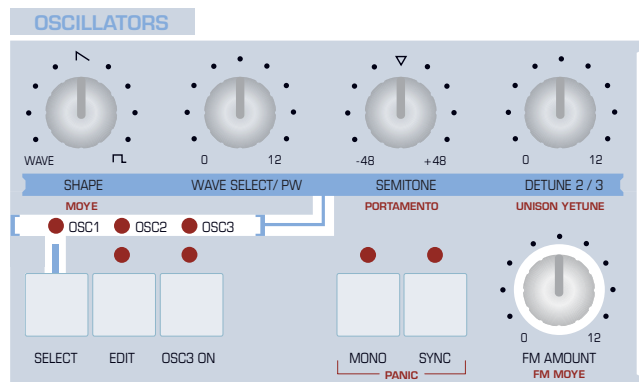 OSCILLATORS
WAVE
0 12
-48 +48
0 12
SHAPE WAVE SELECT/ PW SEMITONE DETUNE 2 / 3
MOYE PORTAMENTO UNISON YETUNE
OSC1 OSC2 OSC3
0 12
SELECT EDIT OSC3 ON MONO SYNC FM AMOUNT
PANIC FM MOYE